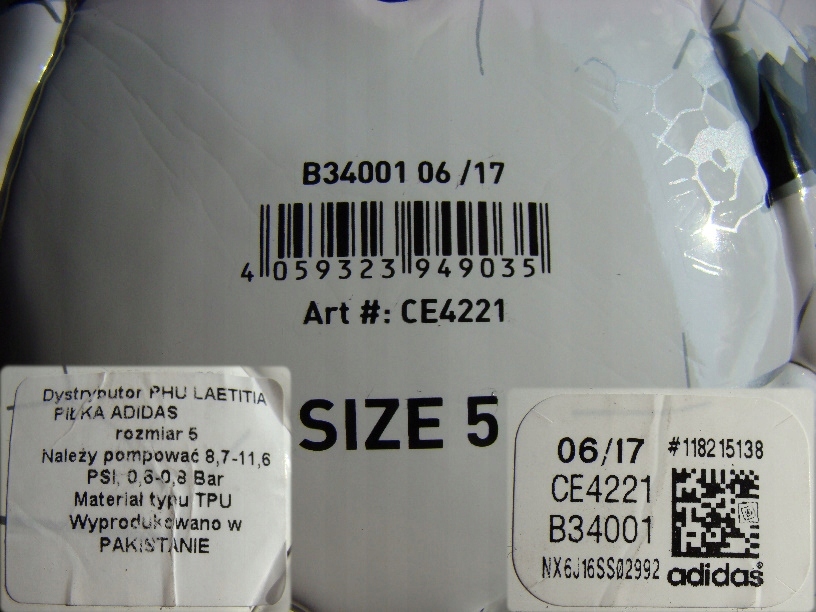 B34001 06 /17
4 059323 949035
Art #: CE4221
SIZE 5
Dystrybutor PHU LAETITIA
PIŁKA ADIDAS
rozmiar 5
Należy pompować 8,7-11,6
PSI, 0,6-0,8 Bar
Materiał typu TPU
Wyprodukowano w
PAKISTANIE
06/17 #118215138
CE4221
B34001
NX6J16SS02992
adidas